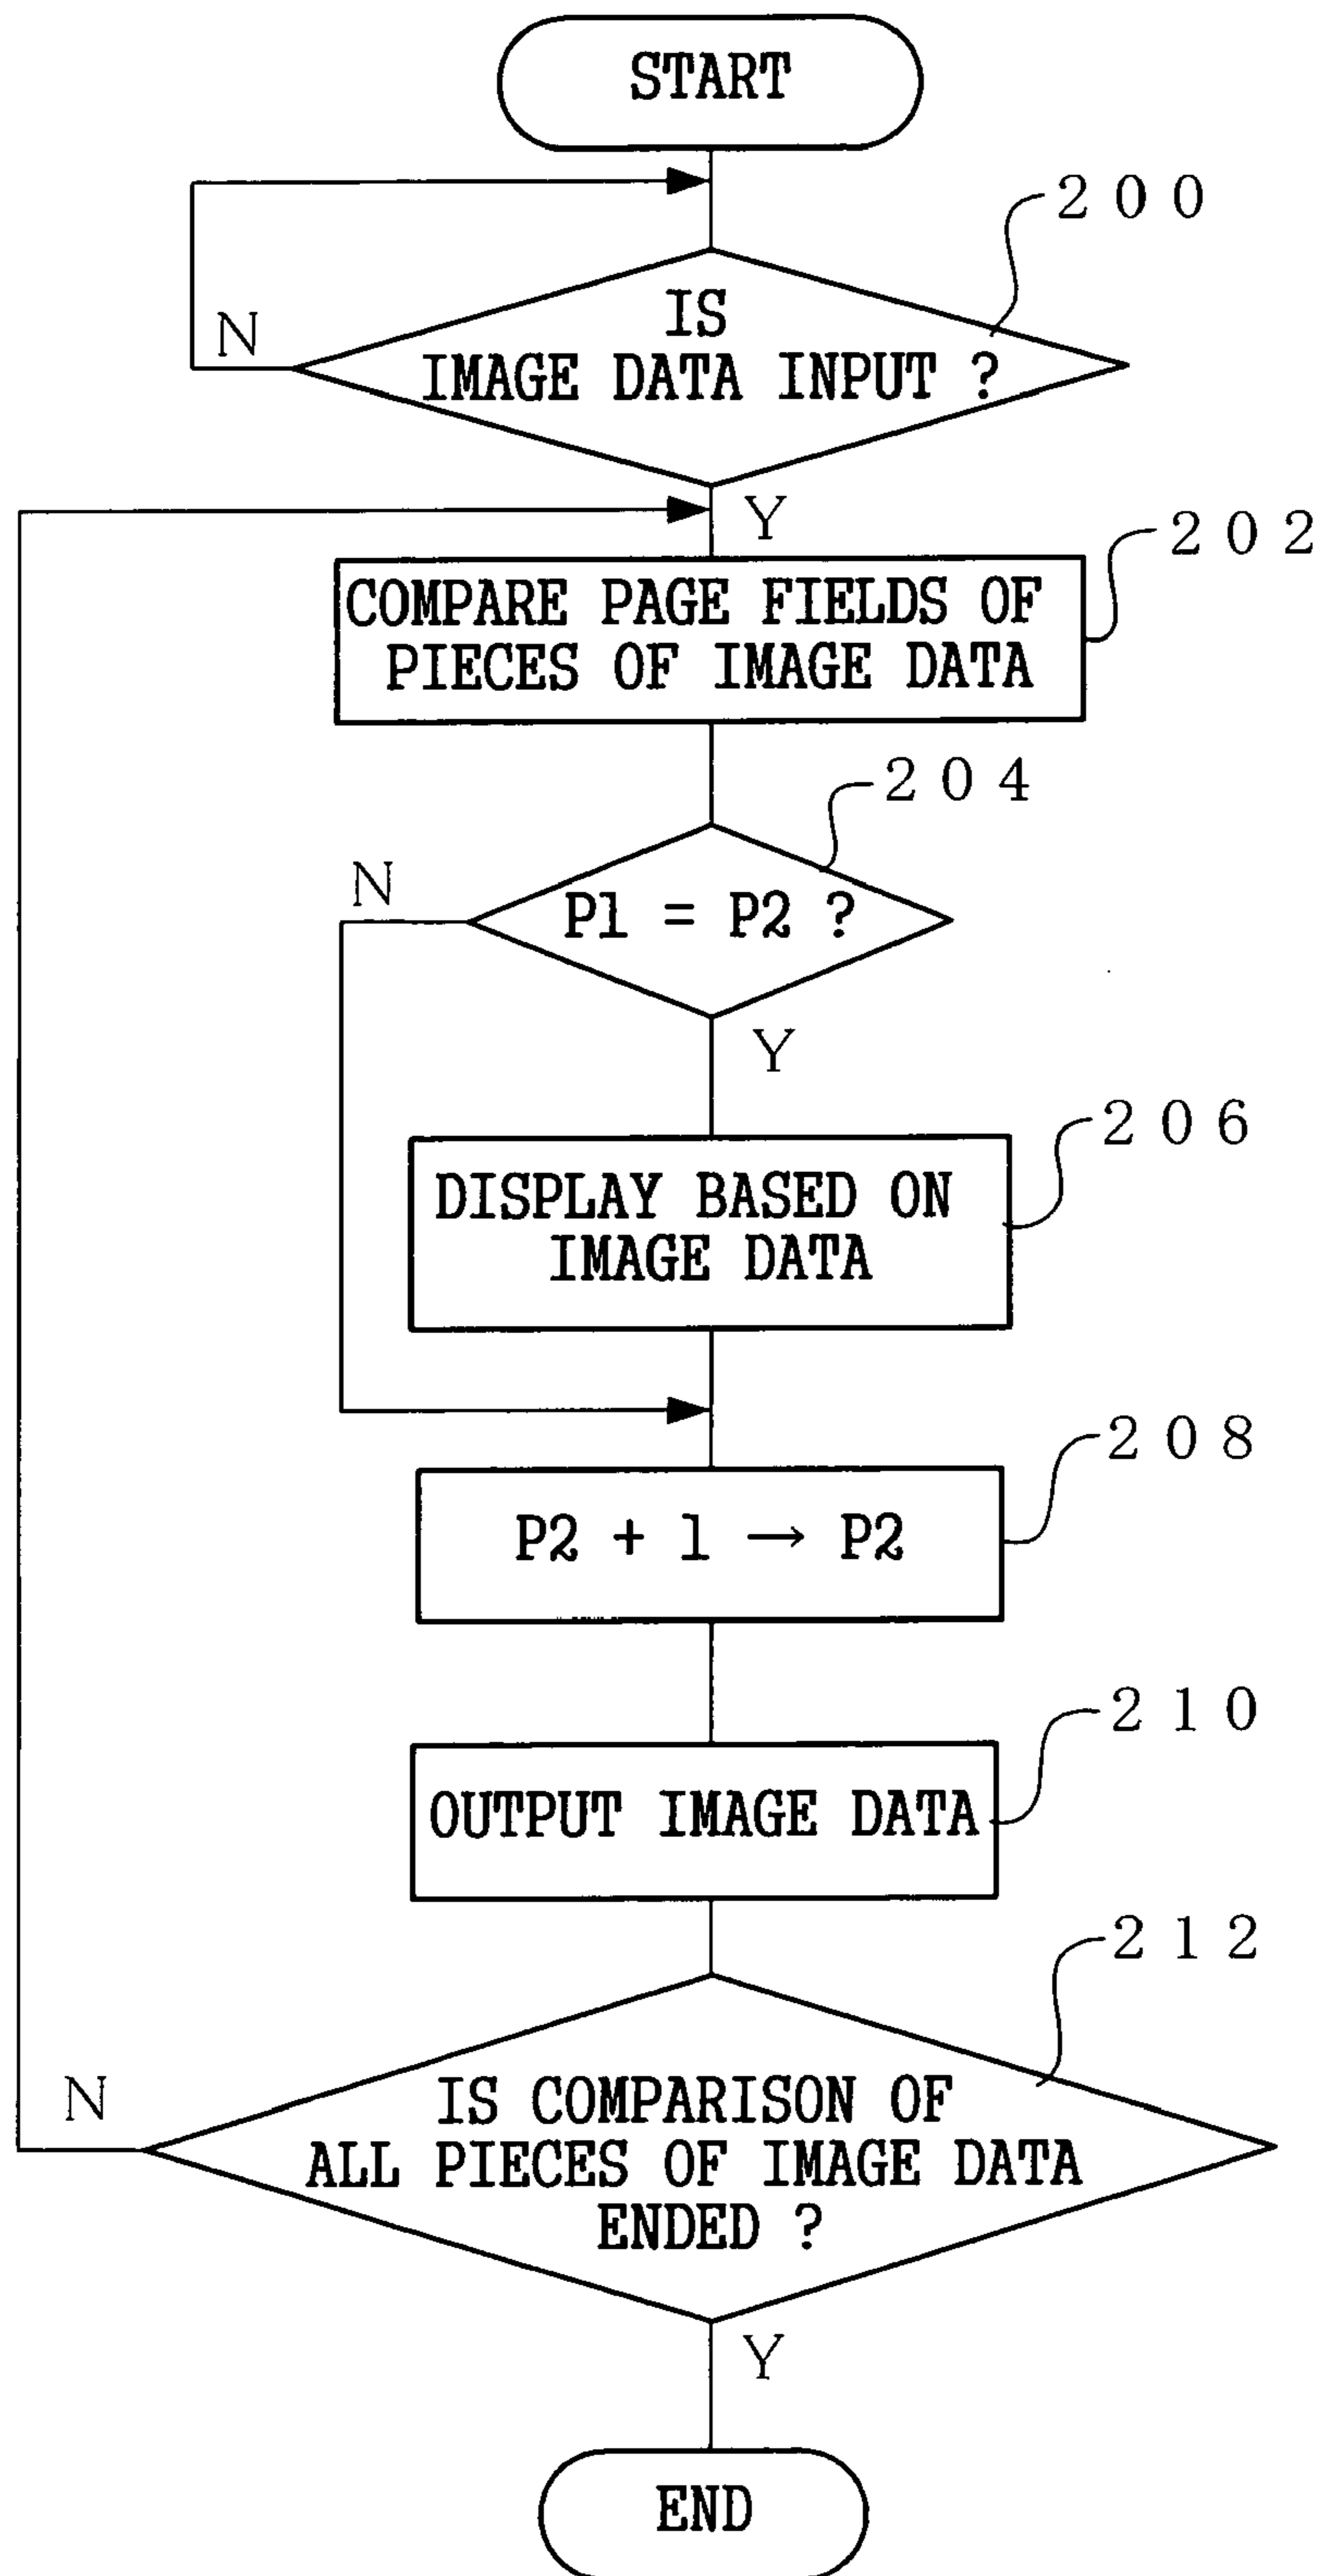 START
200
IS
IMAGE DATA INPUT ?
N
Y
202
COMPARE PAGE FIELDS OF
PIECES OF IMAGE DATA
204
N
P1 = P2 ?
Y
206
DISPLAY BASED ON
IMAGE DATA
208
P2 + 1 → P2
210
OUTPUT IMAGE DATA
212
N
IS COMPARISON OF
ALL PIECES OF IMAGE DATA
ENDED ?
Y
END